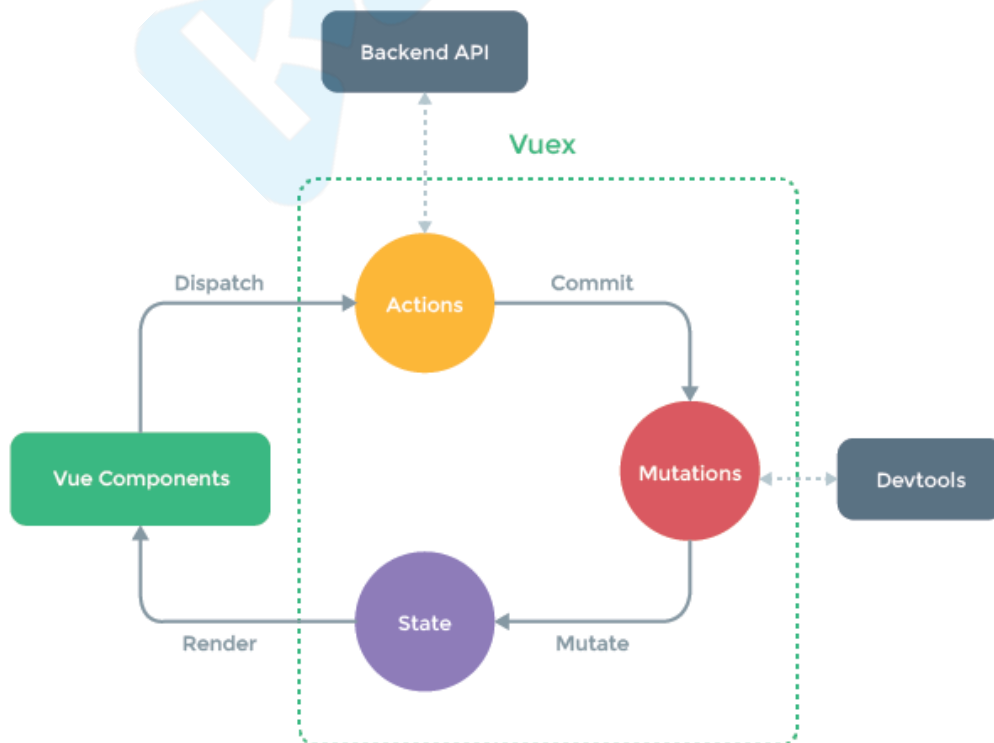 Backend API
Vuex
Dispatch
Actions
Commit
Vue Components
Mutations
Devtools
State
Render
Mutate